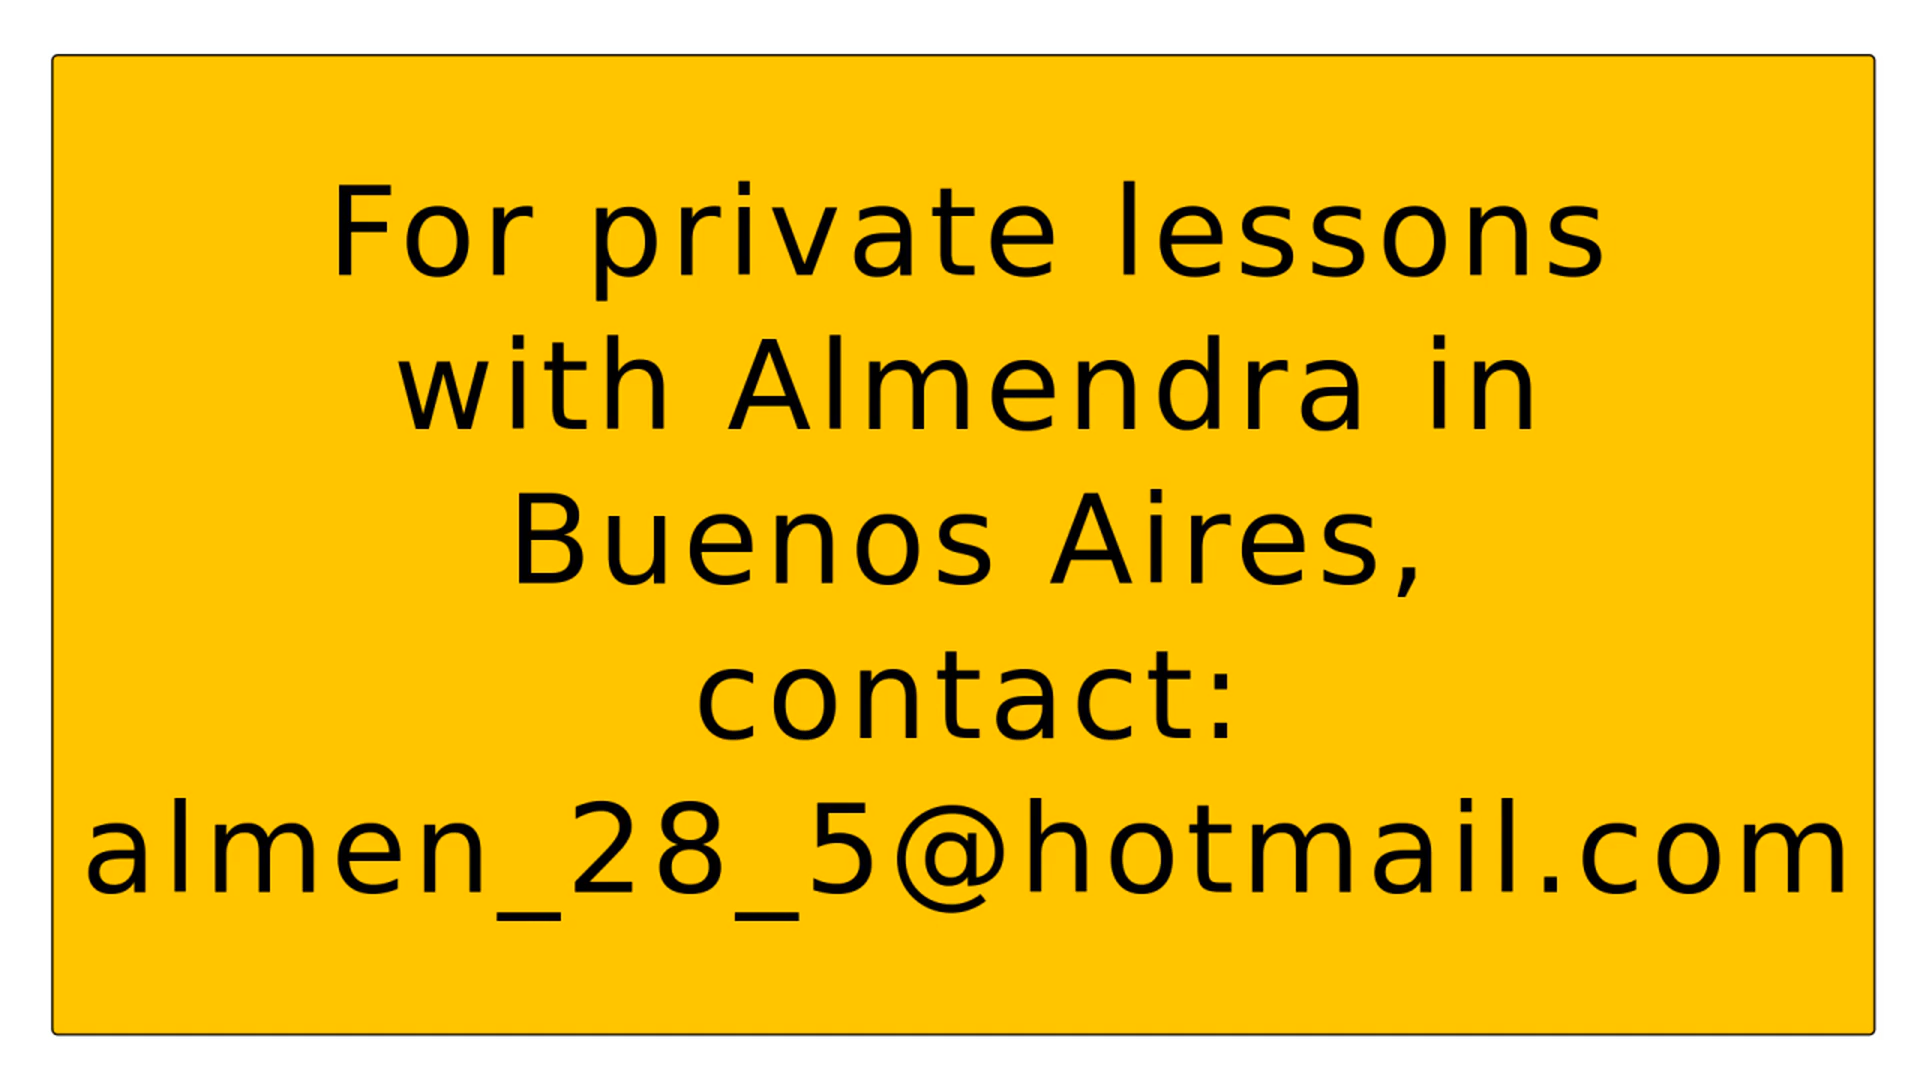 For private lessons
with Almendra in
Buenos Aires,
contact:
almen_28_5@hotmail.com